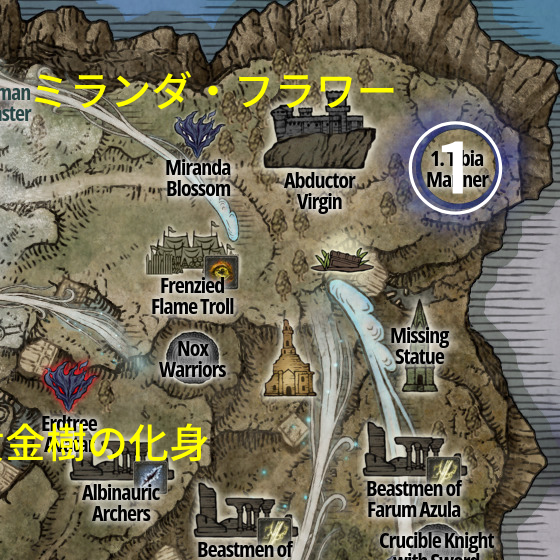 man
ster
ミランダ・フラワー
Miranda
Blossom
Abductor
Virgin
1
Frenzied
Flame Troll
Missing
Statue
Nox
Warriors
Erdtree
金樹の化身
Albinauric
Archers
Beastmen of
Farum Azula
Beastmen of
Crucible Knight
with Sword